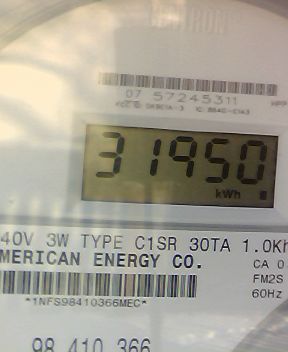 07 57245311
31950
kWh
40V 3W TYPE C1SR 30TA 1.0Kh
MERICAN ENERGY CO.
CA 0
FM2S
*1NFS98410366MEC*
60Hz
98 410 366